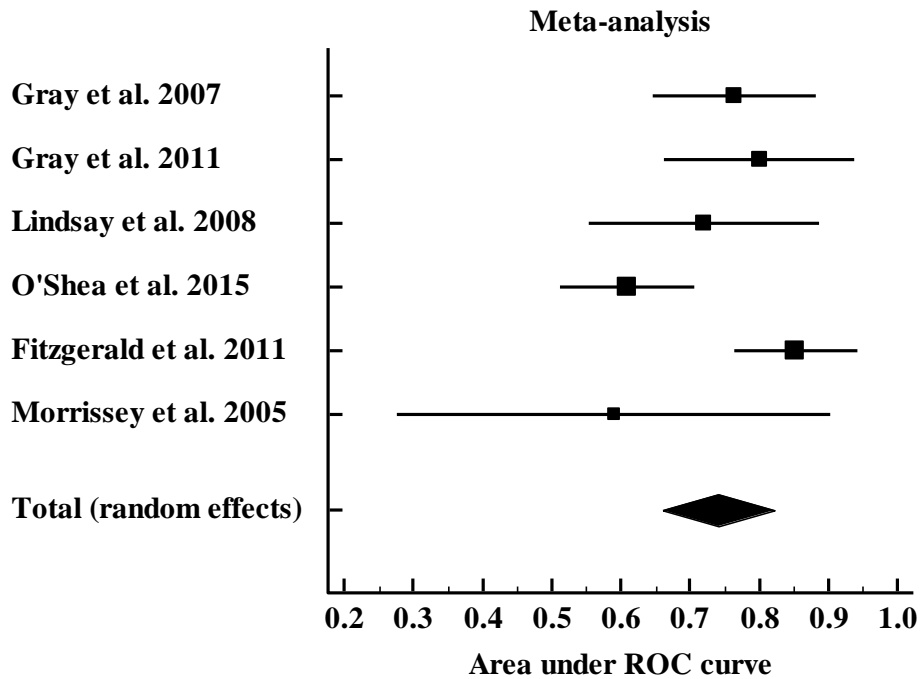 Meta-analysis
Gray et al. 2007
Gray et al. 2011
Lindsay et al. 2008
O'Shea et al. 2015
Fitzgerald et al. 2011
Morrissey et al. 2005
Total (random effects)
0.2 0.3 0.4 0.5 0.6 0.7 0.8 0.9 1.0
Area under ROC curve